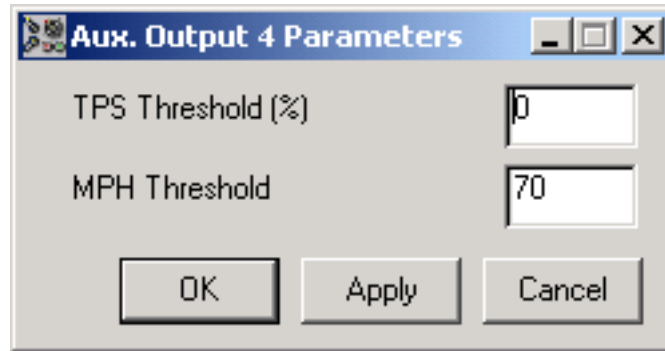 Aux. Output 4 Parameters
TPS Threshold (%) 0
MPH Threshold 70
OK Apply Cancel